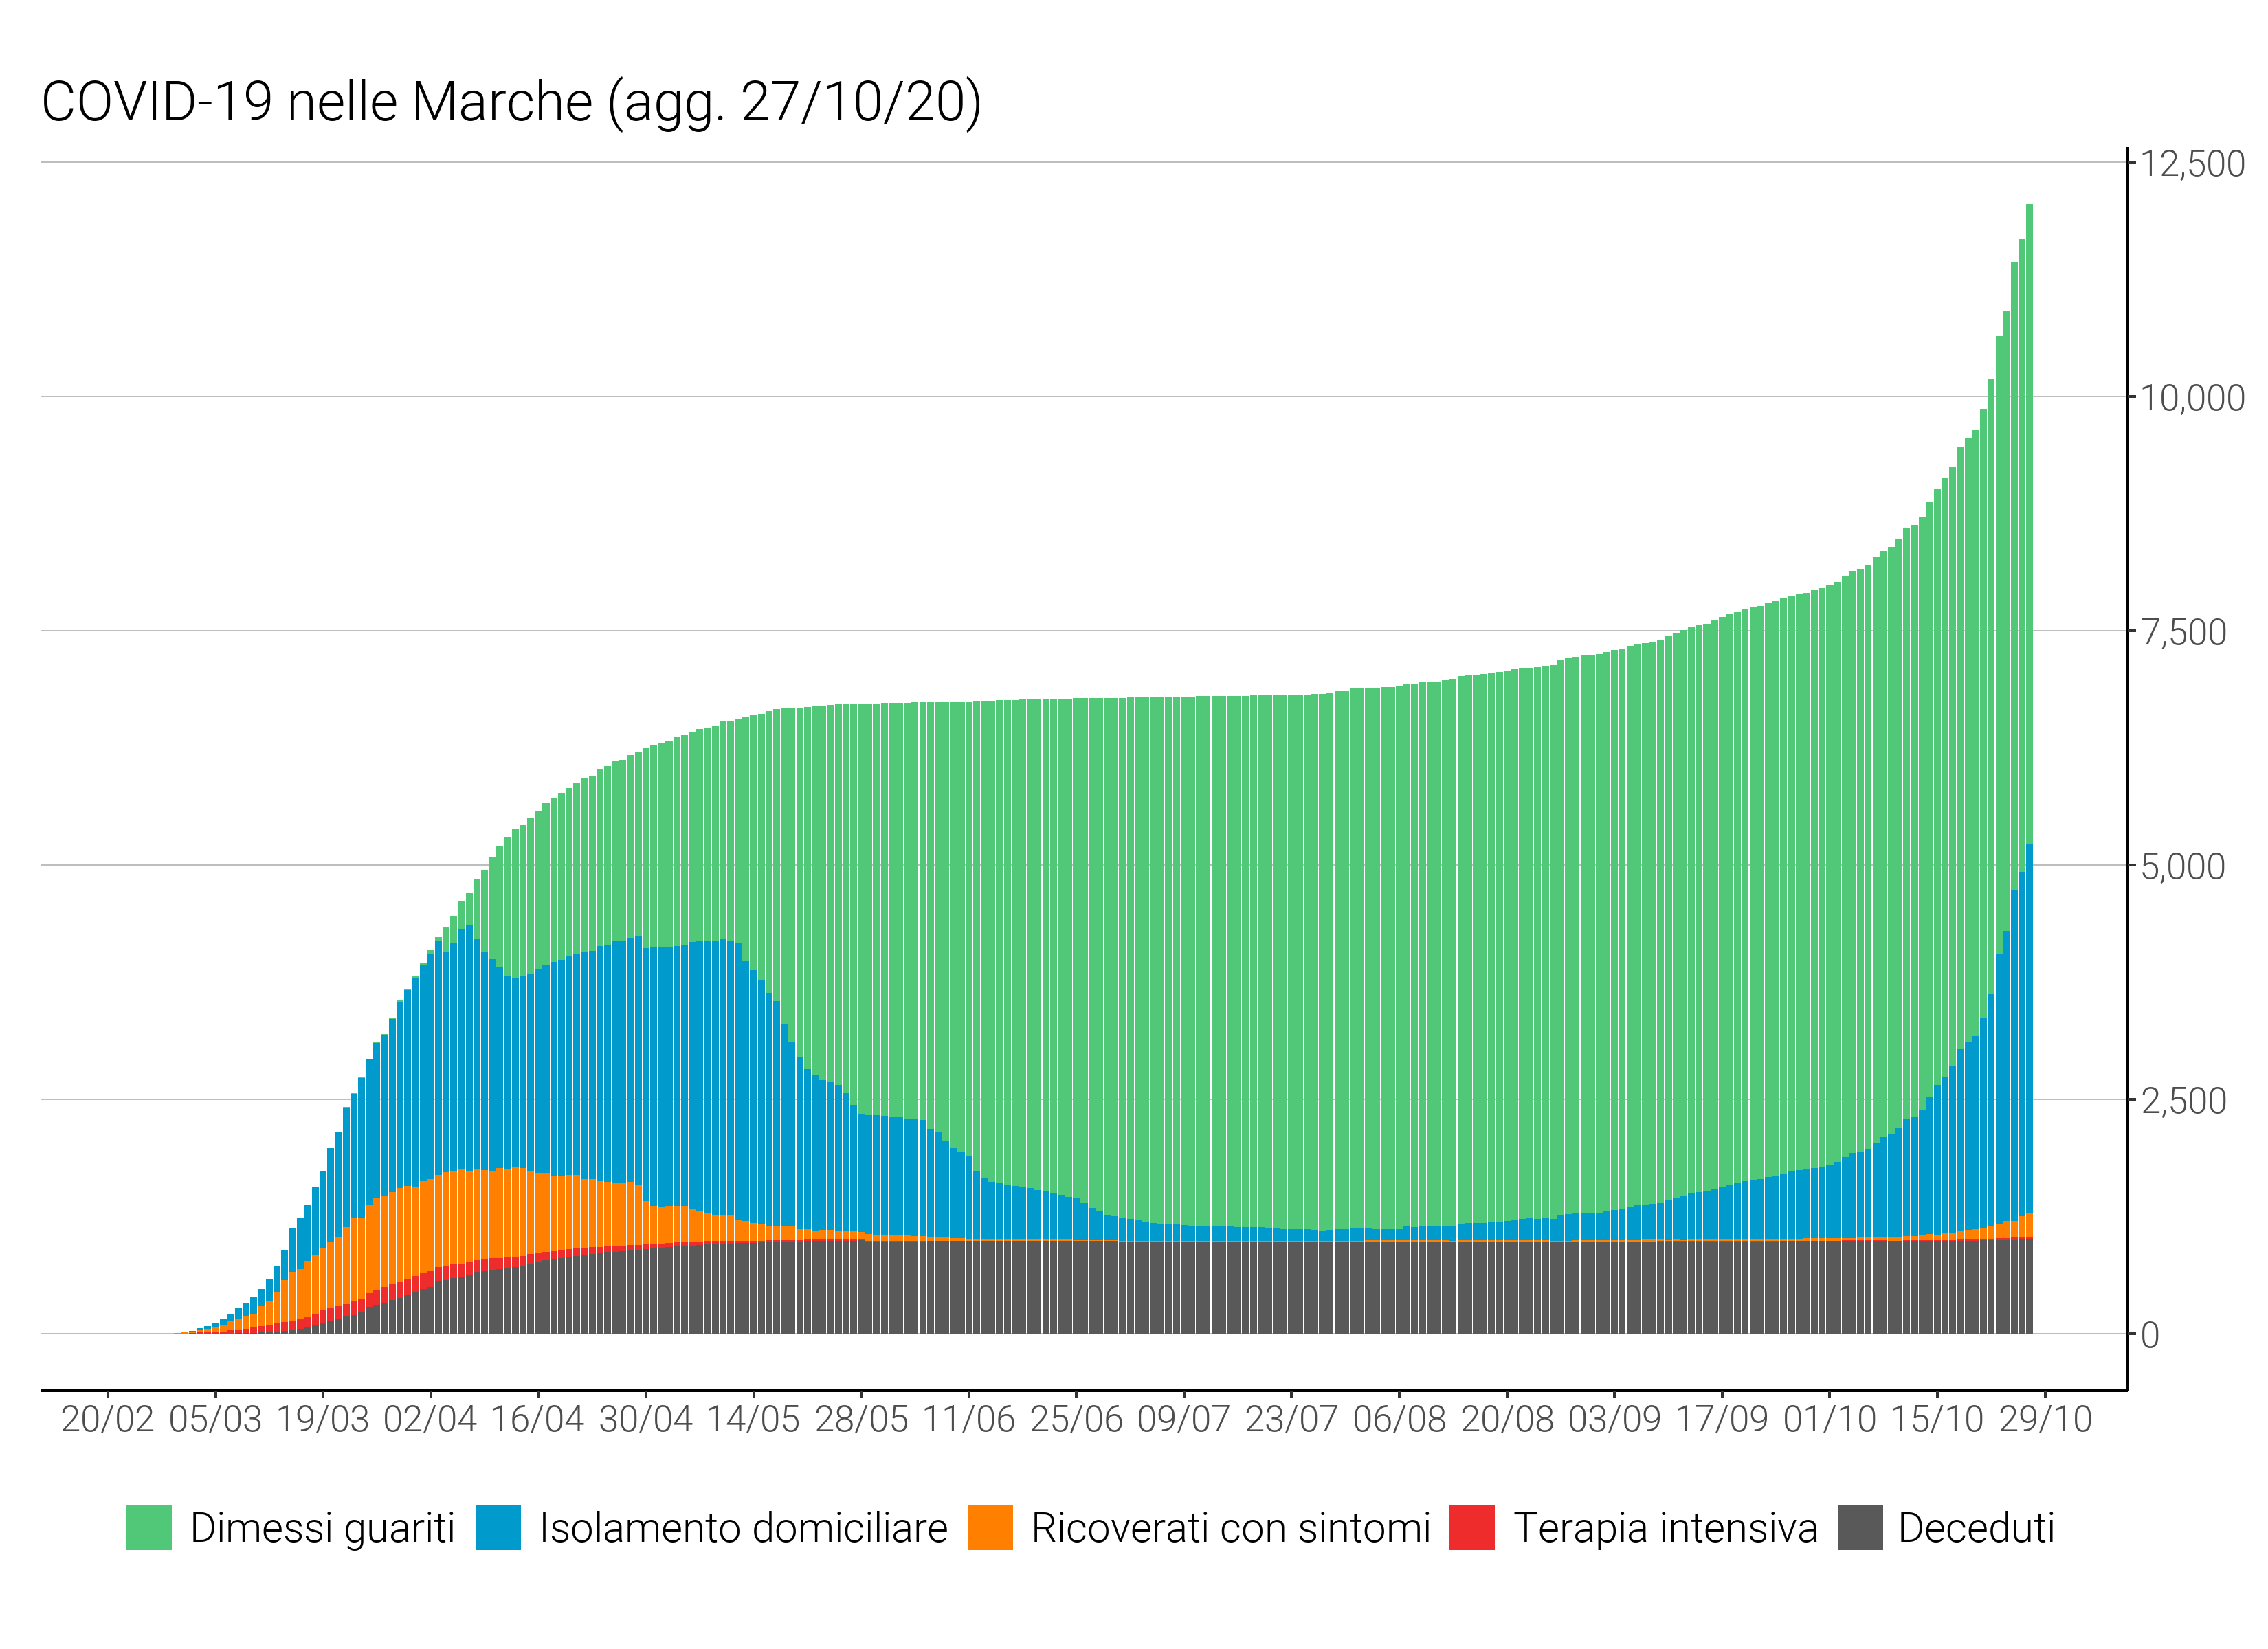 COVID-19 nelle Marche (agg. 27/10/20)
12,500
10,000
7,500
5,000
2,500
0
20/02 05/03 19/03 02/04 16/04 30/04 14/05 28/05 11/06 25/06 09/07 23/07 06/08 20/08 03/09 17/09 01/10 15/10 29/10
Dimessi guariti Isolamento domiciliare Ricoverati con sintomi Terapia intensiva Deceduti